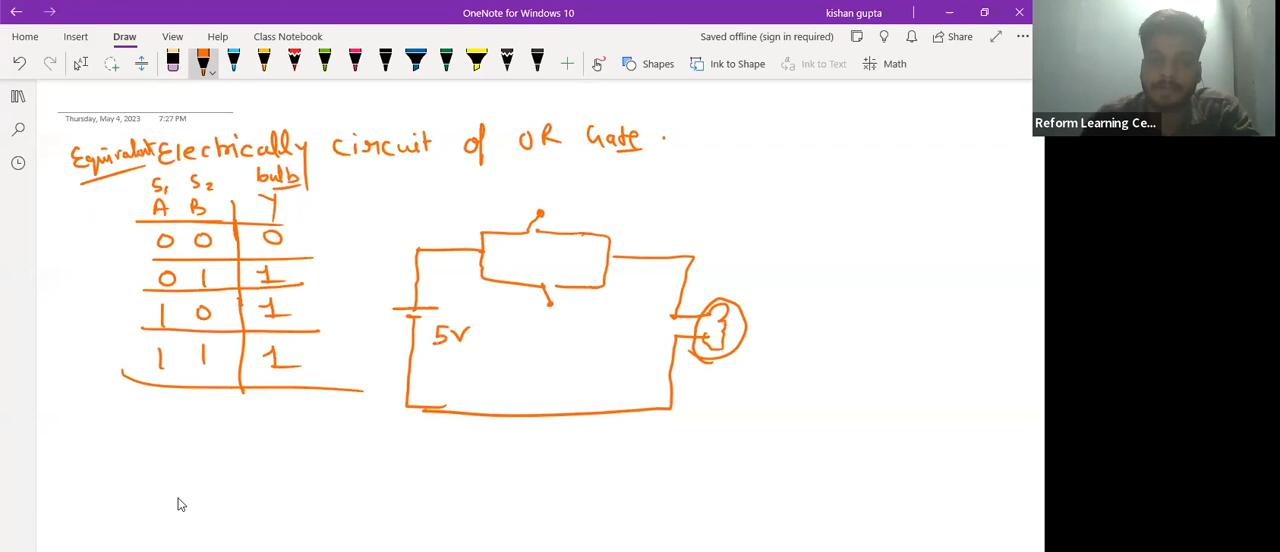 OneNote for Windows 10
kishan gupta
Home Insert Draw View Help Class Notebook
Saved offline (sign in required)
Share
Shapes
Ink to Shape
Ink to Text
Math
Reform Learning Ce...
Thursday, May 4, 2023 7:27 PM
Equivalent Electrically circuit of OR Gate .
S1 S2 bulb
A B Y
0 0 0
0 1 1
1 0 1
1 1 1
5V